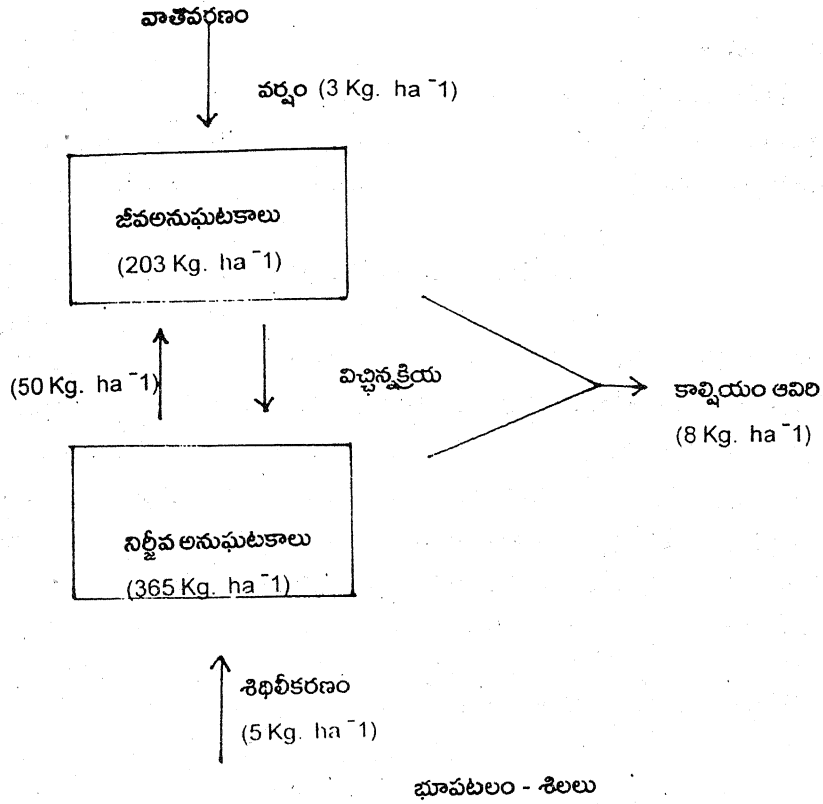 వాతవరణం
వర్షం (3 Kg. ha ¯1)
జీవఅనుఘటకాలు
(203 Kg. ha ¯1)
(50 Kg. ha ¯1)
విచ్ఛిన్నక్రియ
కాల్షియం ఆవిరి
(8 Kg. ha ¯1)
నిర్జీవ అనుఘటకాలు
(365 Kg. ha ¯1)
శిథిలీకరణం
(5 Kg. ha ¯1)
భూపటలం - శిలలు